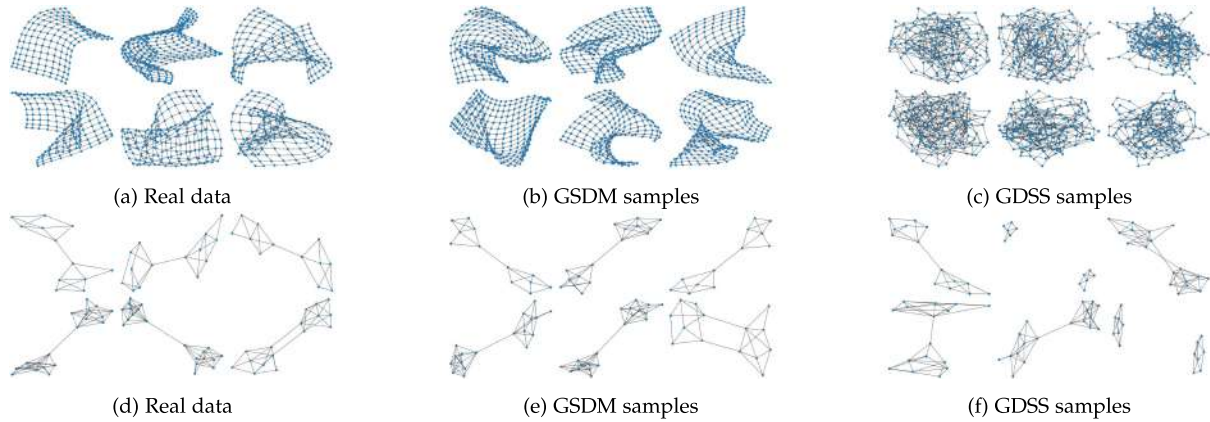 (a) Real data
(b) GSDM samples
(c) GDSS samples
(d) Real data
(e) GSDM samples
(f) GDSS samples